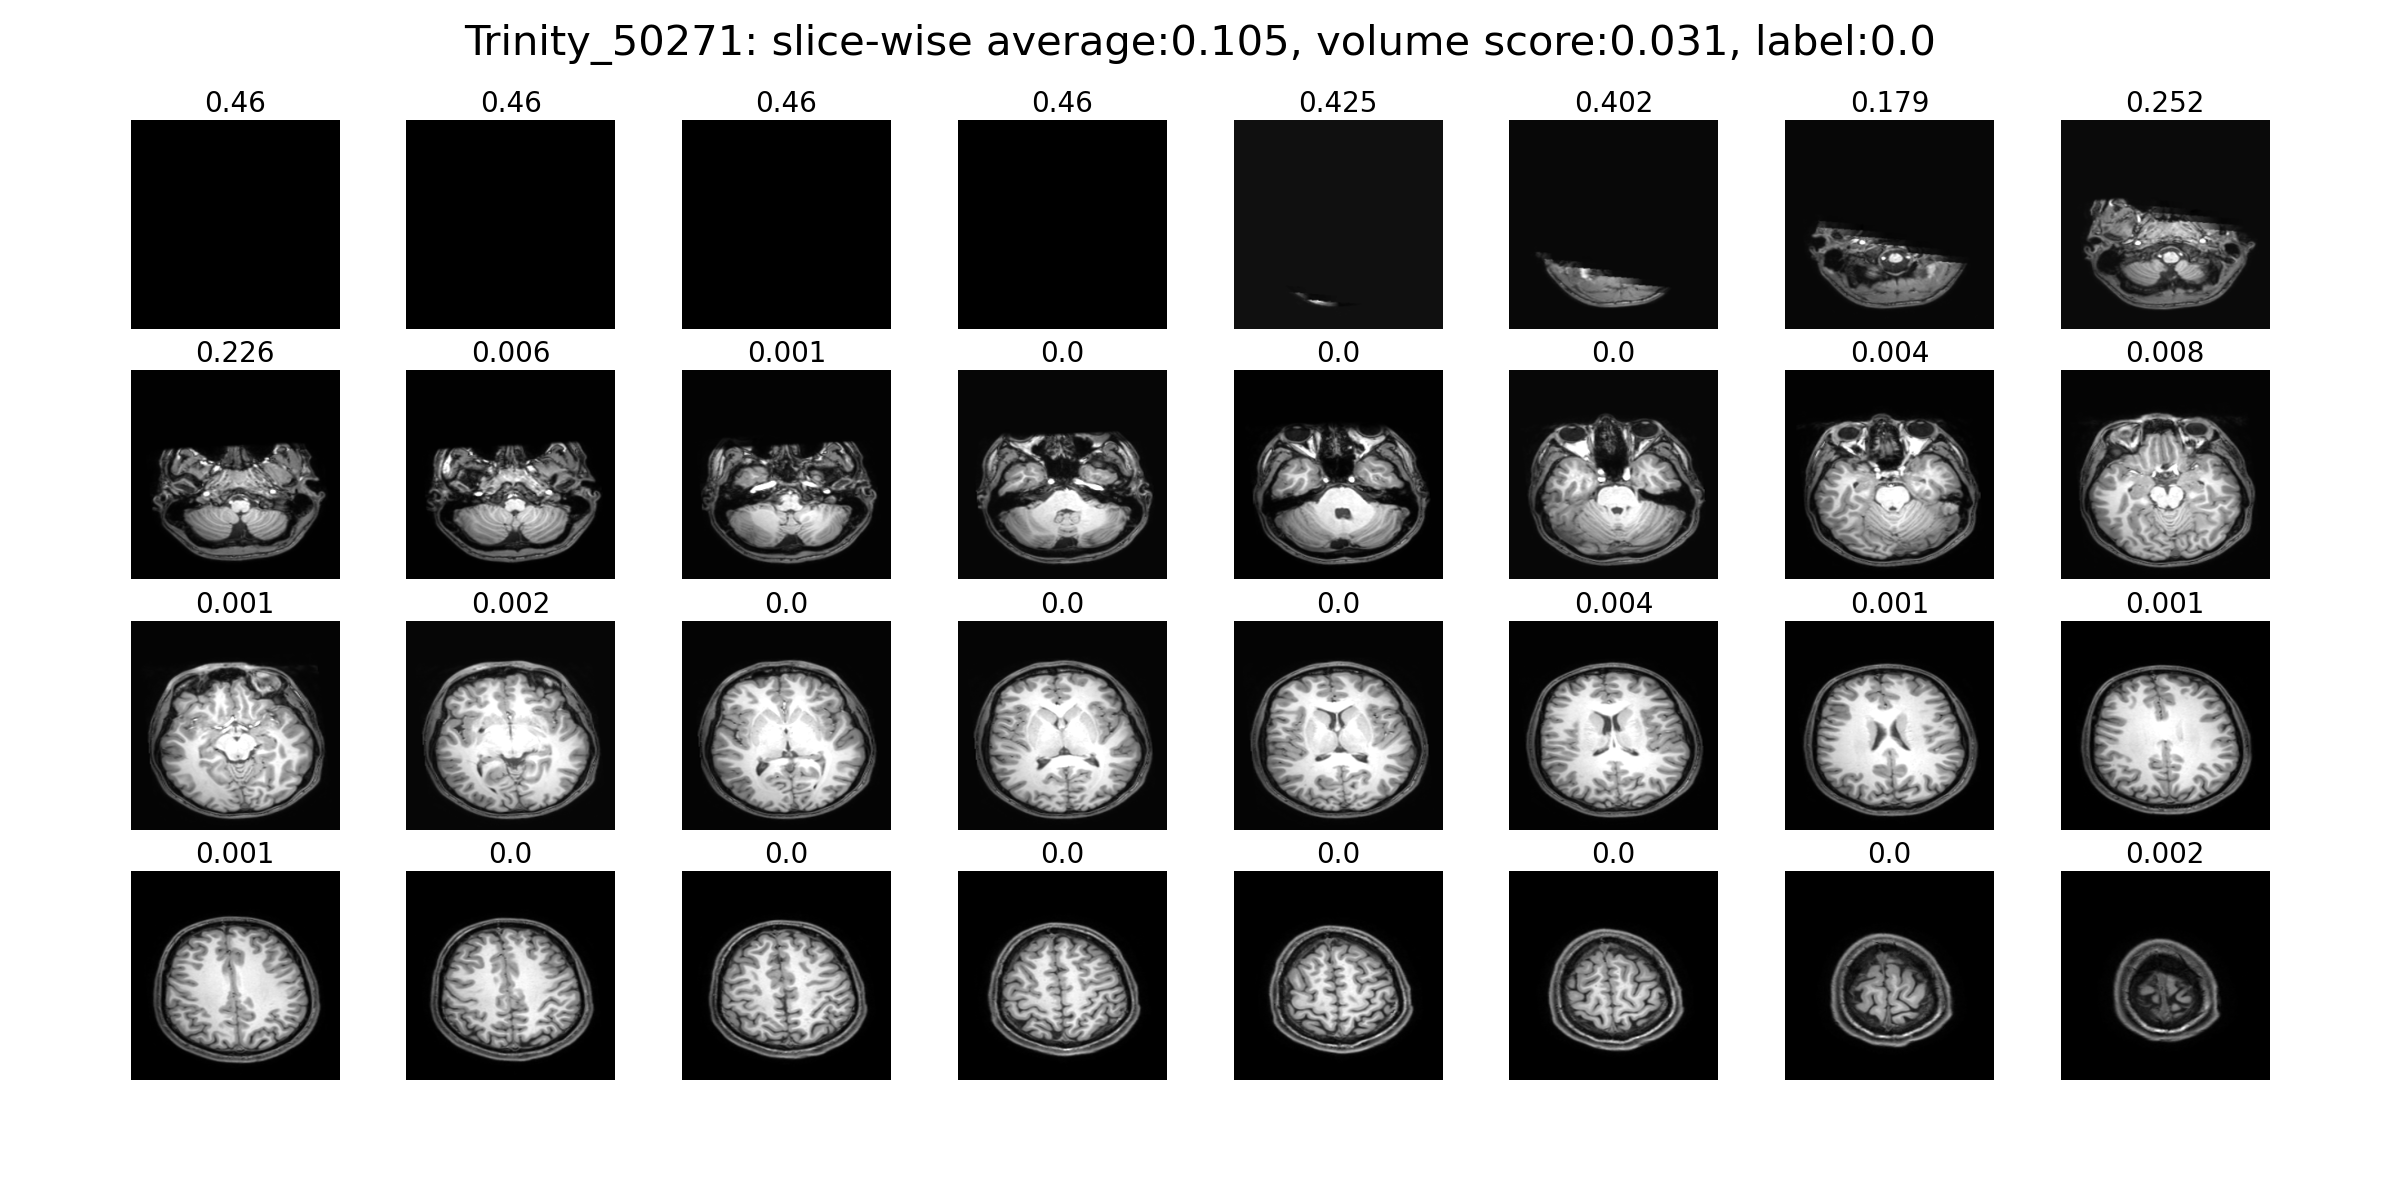 Trinity_50271: slice-wise average:0.105, volume score:0.031, label:0.0
0.46 0.46 0.46 0.46 0.425 0.402 0.179 0.252
0.226 0.006 0.001 0.0 0.0 0.0 0.004 0.008
0.001 0.002 0.0 0.0 0.0 0.004 0.001 0.001
0.001 0.0 0.0 0.0 0.0 0.0 0.0 0.002